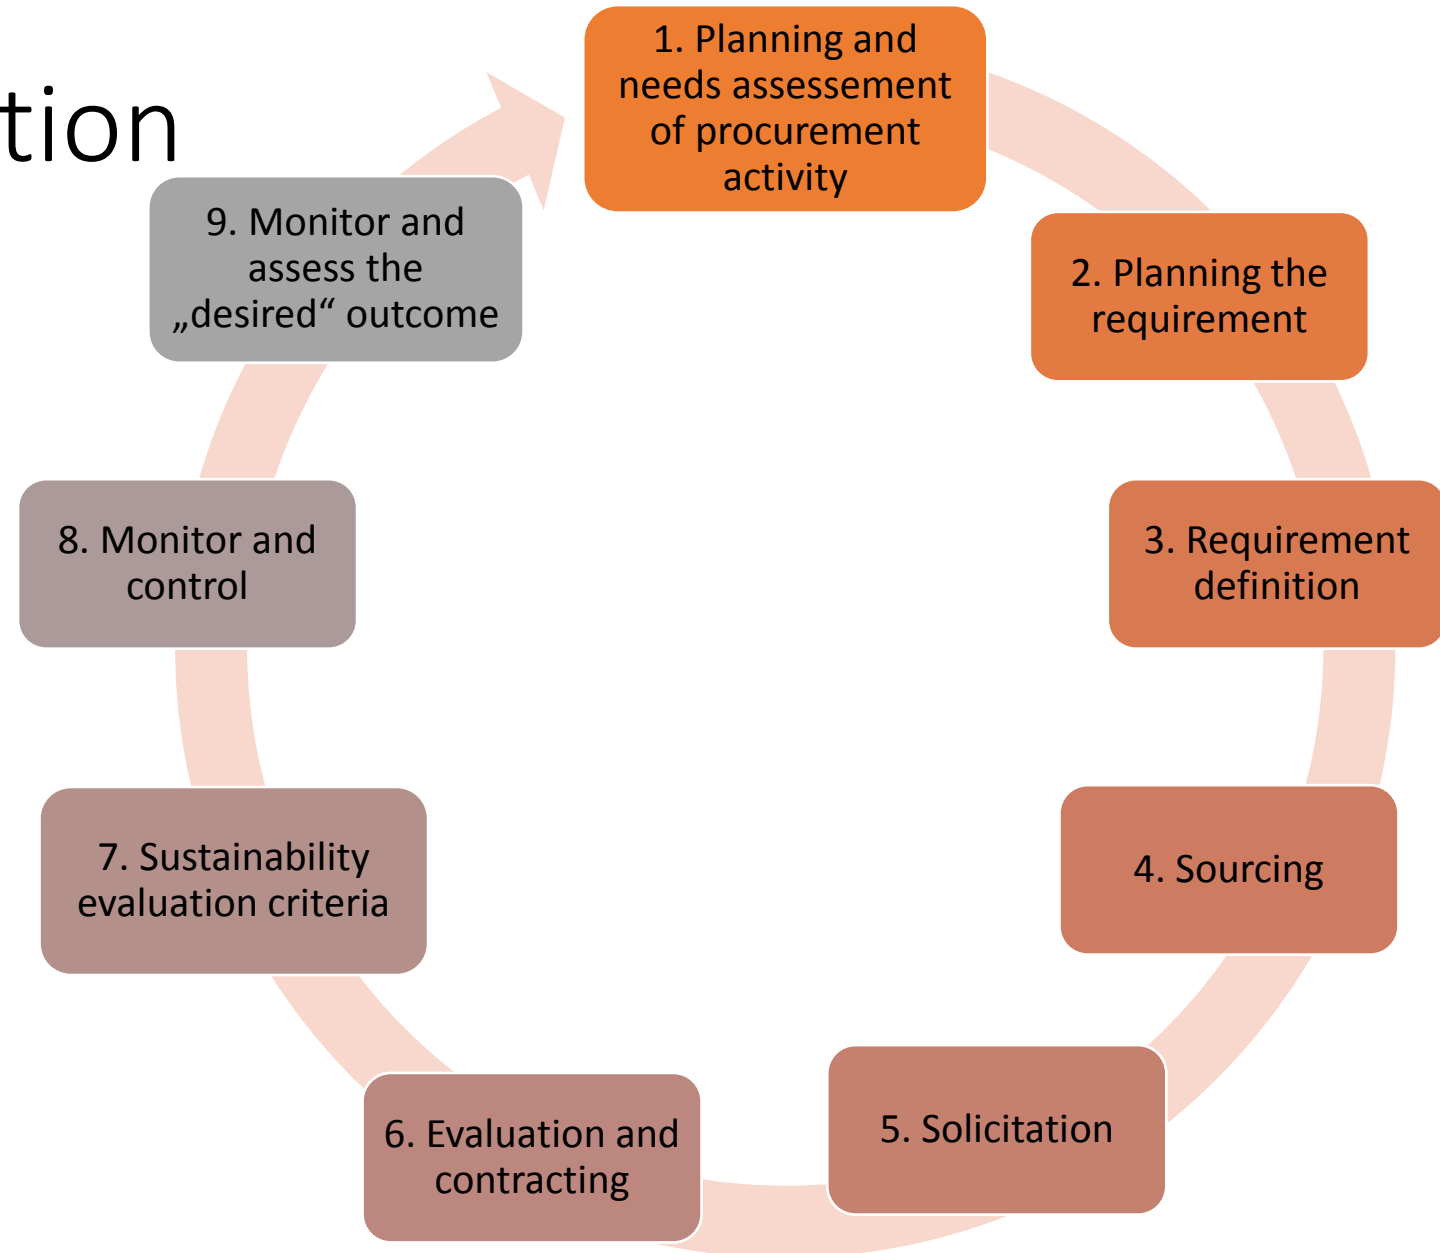 tion
1. Planning and
needs assessement
of procurement
activity
2. Planning the
requirement
3. Requirement
definition
4. Sourcing
5. Solicitation
6. Evaluation and
contracting
7. Sustainability
evaluation criteria
8. Monitor and
control
9. Monitor and
assess the
„desired“ outcome